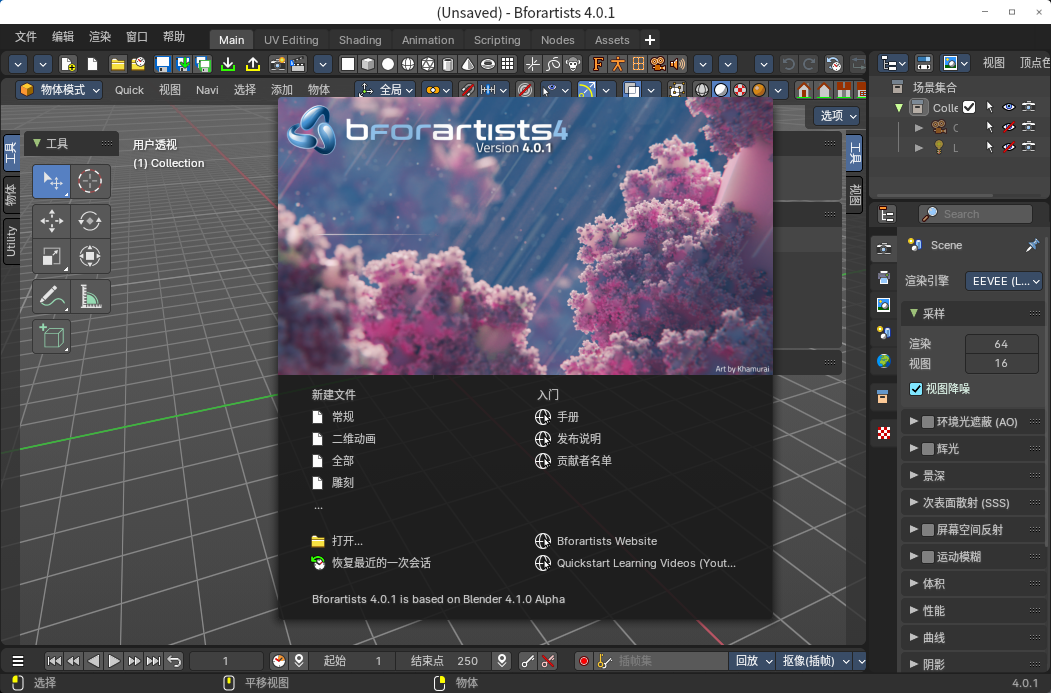 (Unsaved) - Bforartists 4.0.1
文件 编辑 渲染 窗口 帮助 Main UV Editing Shading Animation Scripting Nodes Assets
视图 顶点色
物体模式 Quick 视图 Navi 选择 添加 物体 全局
场景集合
选项
Colle
C
L
工具
工具
物体
Utility
用户透视
(1) Collection
工具
视图
bforartists4
Version 4.0.1
Art by Khamurai
新建文件
常规
二维动画
全部
雕刻
...
打开...
恢复最近的一次会话
入门
手册
发布说明
贡献者名单
Bforartists Website
Quickstart Learning Videos (Yout...
Bforartists 4.0.1 is based on Blender 4.1.0 Alpha
Search
Scene
渲染引擎 EEVEE (L...
采样
渲染 64
视图 16
视图降噪
环境光遮蔽 (AO)
辉光
景深
次表面散射 (SSS)
屏幕空间反射
运动模糊
体积
性能
曲线
阴影
1 起始 1 结束点 250 插帧集 回放 抠像(插帧)
选择 平移视图 物体 4.0.1